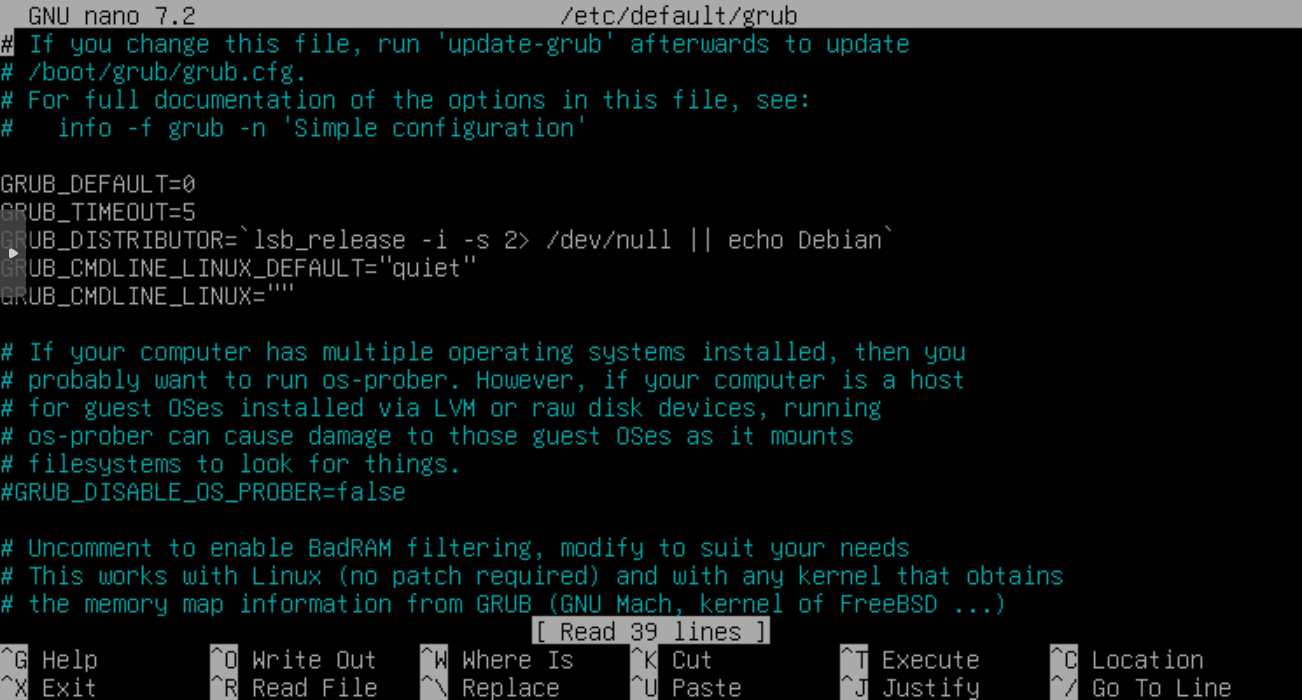 GNU nano 7.2 /etc/default/grub
# If you change this file, run 'update-grub' afterwards to update
# /boot/grub/grub.cfg.
# For full documentation of the options in this file, see:
#   info -f grub -n 'Simple configuration'

GRUB_DEFAULT=0
GRUB_TIMEOUT=5
GRUB_DISTRIBUTOR=`lsb_release -i -s 2> /dev/null || echo Debian`
GRUB_CMDLINE_LINUX_DEFAULT="quiet"
GRUB_CMDLINE_LINUX=""

# If your computer has multiple operating systems installed, then you
# probably want to run os-prober. However, if your computer is a host
# for guest OSes installed via LVM or raw disk devices, running
# os-prober can cause damage to those guest OSes as it mounts
# filesystems to look for things.
#GRUB_DISABLE_OS_PROBER=false

# Uncomment to enable BadRAM filtering, modify to suit your needs
# This works with Linux (no patch required) and with any kernel that obtains
# the memory map information from GRUB (GNU Mach, kernel of FreeBSD ...)
[ Read 39 lines ]
^G Help ^O Write Out ^W Where Is ^K Cut ^T Execute ^C Location
^X Exit ^R Read File ^\ Replace ^U Paste ^J Justify ^/ Go To Line